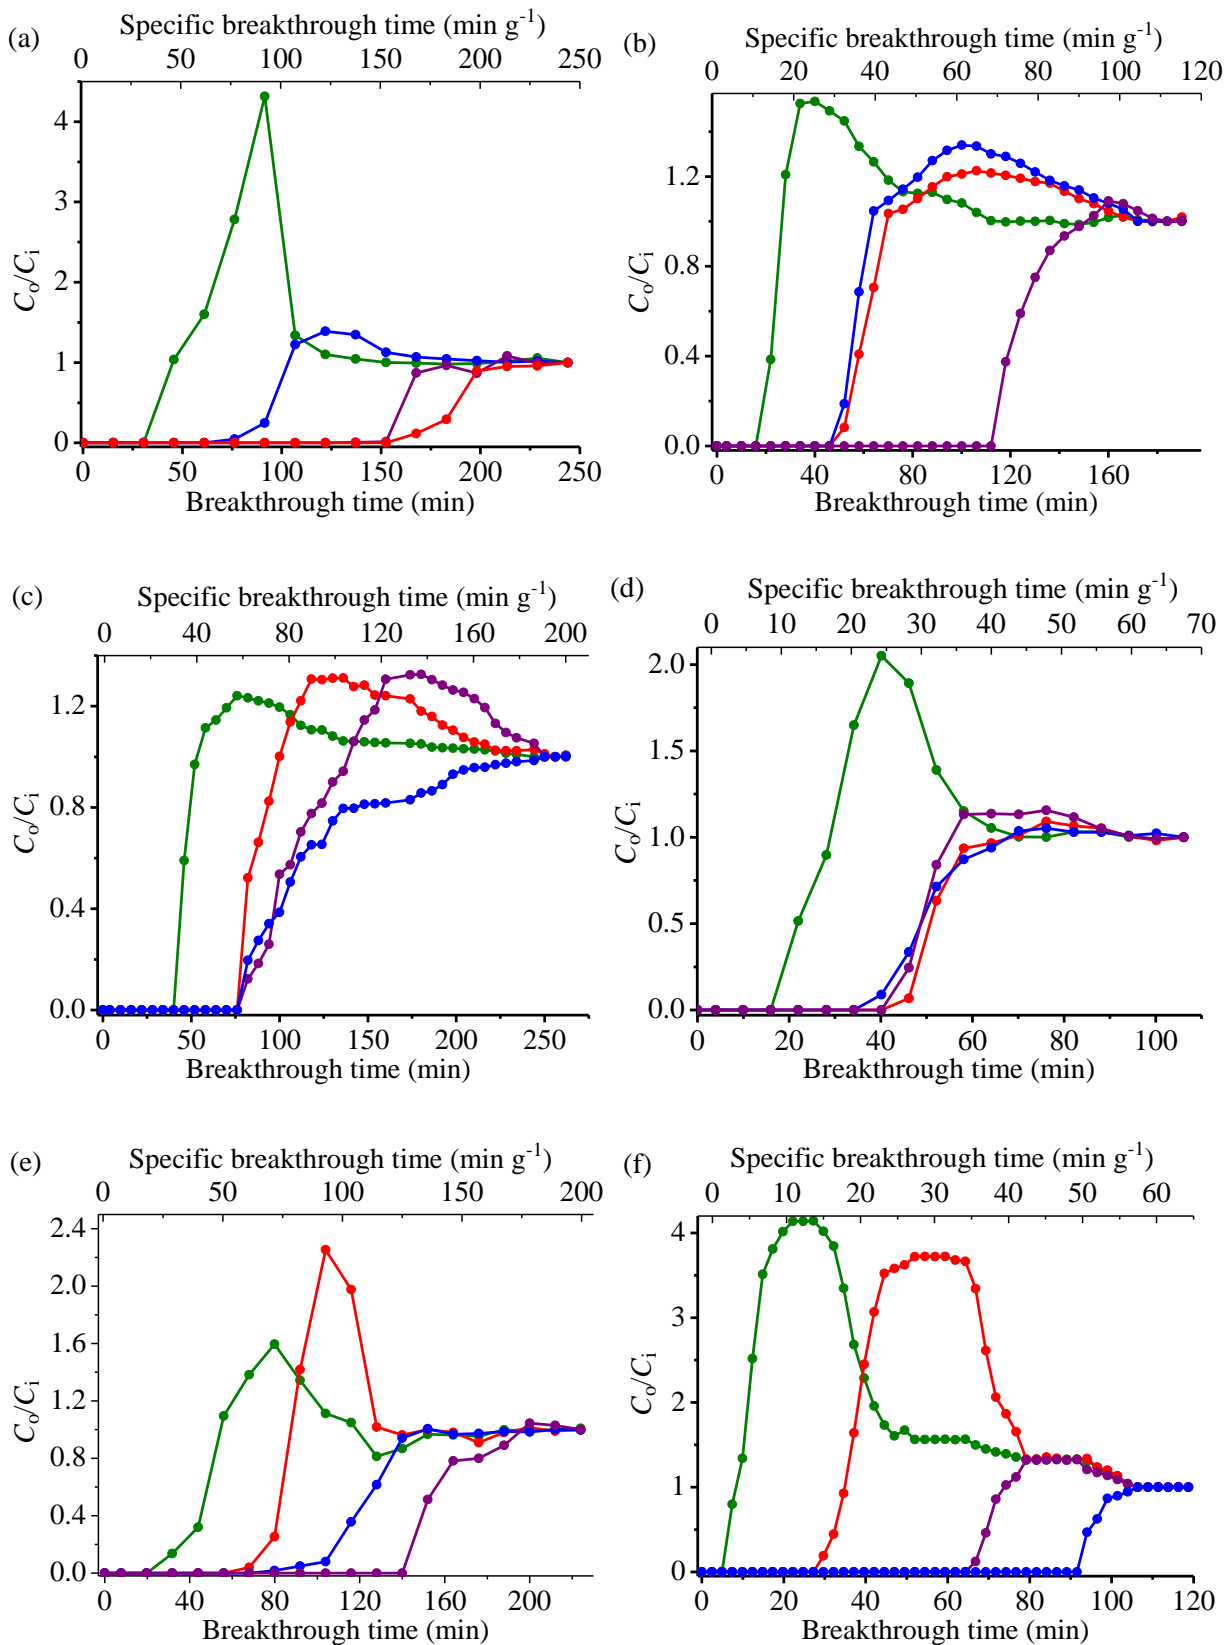 (a)
Specific breakthrough time (min g-1)
0 50 100 150 200 250
4
3
2
1
0
Co/Ci
0 50 100 150 200 250
Breakthrough time (min)
(b)
Specific breakthrough time (min g-1)
0 20 40 60 80 100 120
1.2
0.8
0.4
0.0
Co/Ci
0 40 80 120 160
Breakthrough time (min)
(c)
Specific breakthrough time (min g-1)
0 40 80 120 160 200
1.2
0.8
0.4
0.0
Co/Ci
0 50 100 150 200 250
Breakthrough time (min)
(d)
Specific breakthrough time (min g-1)
0 10 20 30 40 50 60 70
2.0
1.5
1.0
0.5
0.0
Co/Ci
0 20 40 60 80 100
Breakthrough time (min)
(e)
Specific breakthrough time (min g-1)
0 50 100 150 200
2.4
2.0
1.6
1.2
0.8
0.4
0.0
Co/Ci
0 40 80 120 160 200
Breakthrough time (min)
(f)
Specific breakthrough time (min g-1)
0 10 20 30 40 50 60
4
3
2
1
0
Co/Ci
0 20 40 60 80 100 120
Breakthrough time (min)